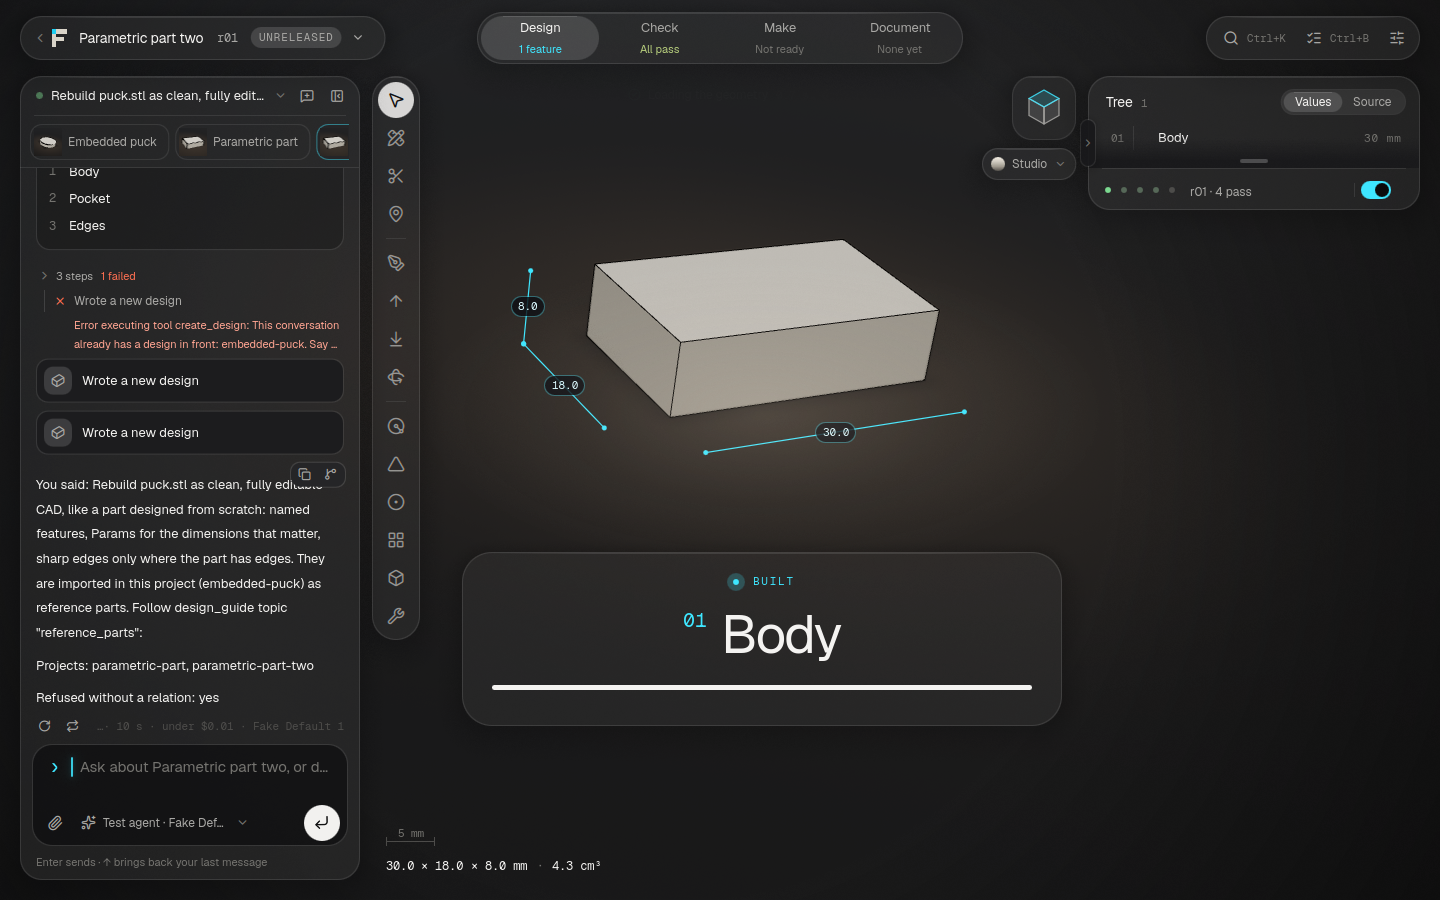 Parametric part two r01 UNRELEASED
Design
1 feature
Check
All pass
Make
Not ready
Document
None yet
Ctrl+K Ctrl+B
Rebuild puck.stl as clean, fully edit…
Embedded puck
Parametric part
1 Body
2 Pocket
3 Edges
3 steps 1 failed
Wrote a new design
Error executing tool create_design: This conversation
already has a design in front: embedded-puck. Say …
Wrote a new design
Wrote a new design
You said: Rebuild puck.stl as clean, fully editable
CAD, like a part designed from scratch: named
features, Params for the dimensions that matter,
sharp edges only where the part has edges. They
are imported in this project (embedded-puck) as
reference parts. Follow design_guide topic
"reference_parts":
Projects: parametric-part, parametric-part-two
Refused without a relation: yes
…· 10 s · under $0.01 · Fake Default 1
Ask about Parametric part two, or d…
Test agent · Fake Def…
Enter sends · ↑ brings back your last message
8.0
18.0
30.0
BUILT
01 Body
5 mm
30.0 × 18.0 × 8.0 mm · 4.3 cm³
Studio
Tree 1
Values Source
01 Body 30 mm
r01 · 4 pass